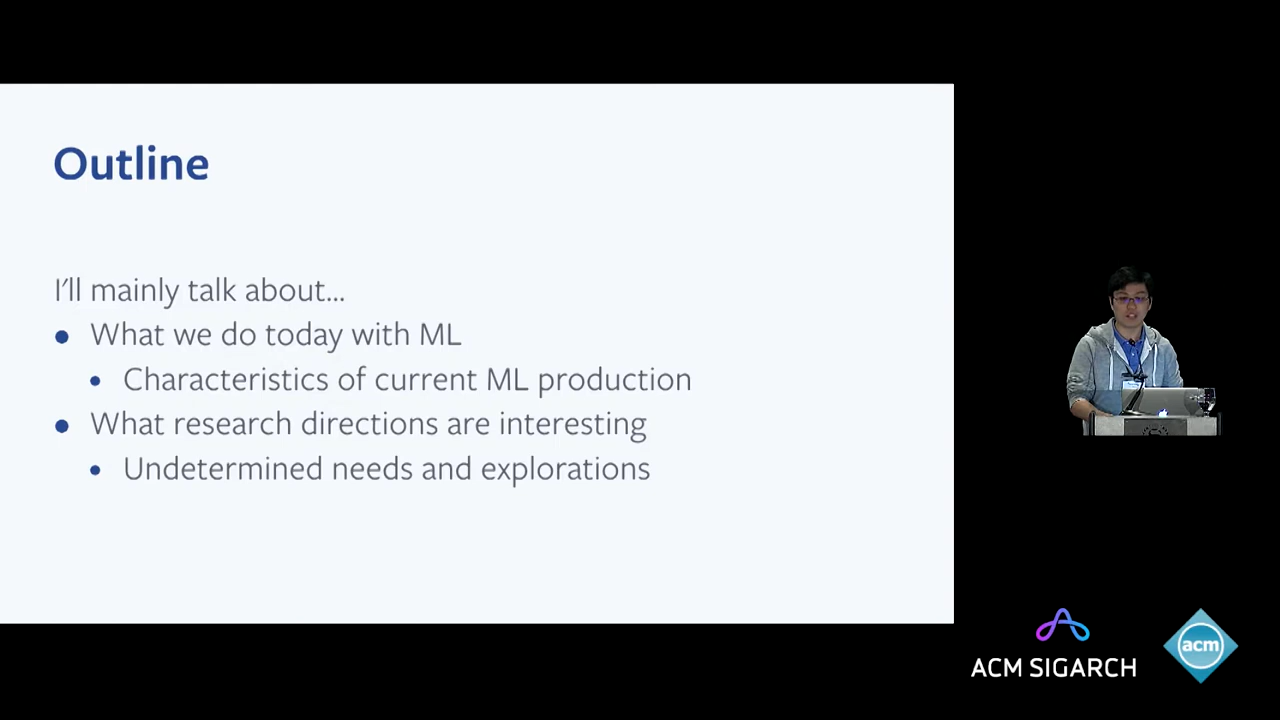 Outline
I'll mainly talk about...
What we do today with ML
Characteristics of current ML production
What research directions are interesting
Undetermined needs and explorations
ACM SIGARCH
acm